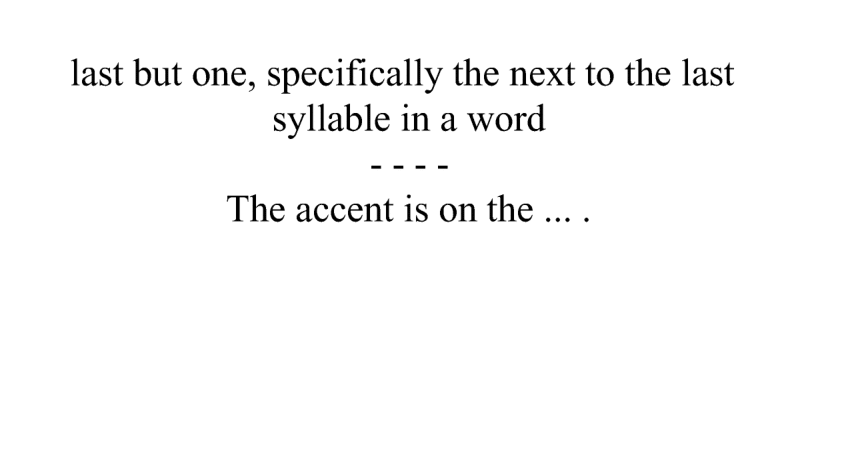 last but one, specifically the next to the last
syllable in a word
- - - -
The accent is on the ... .